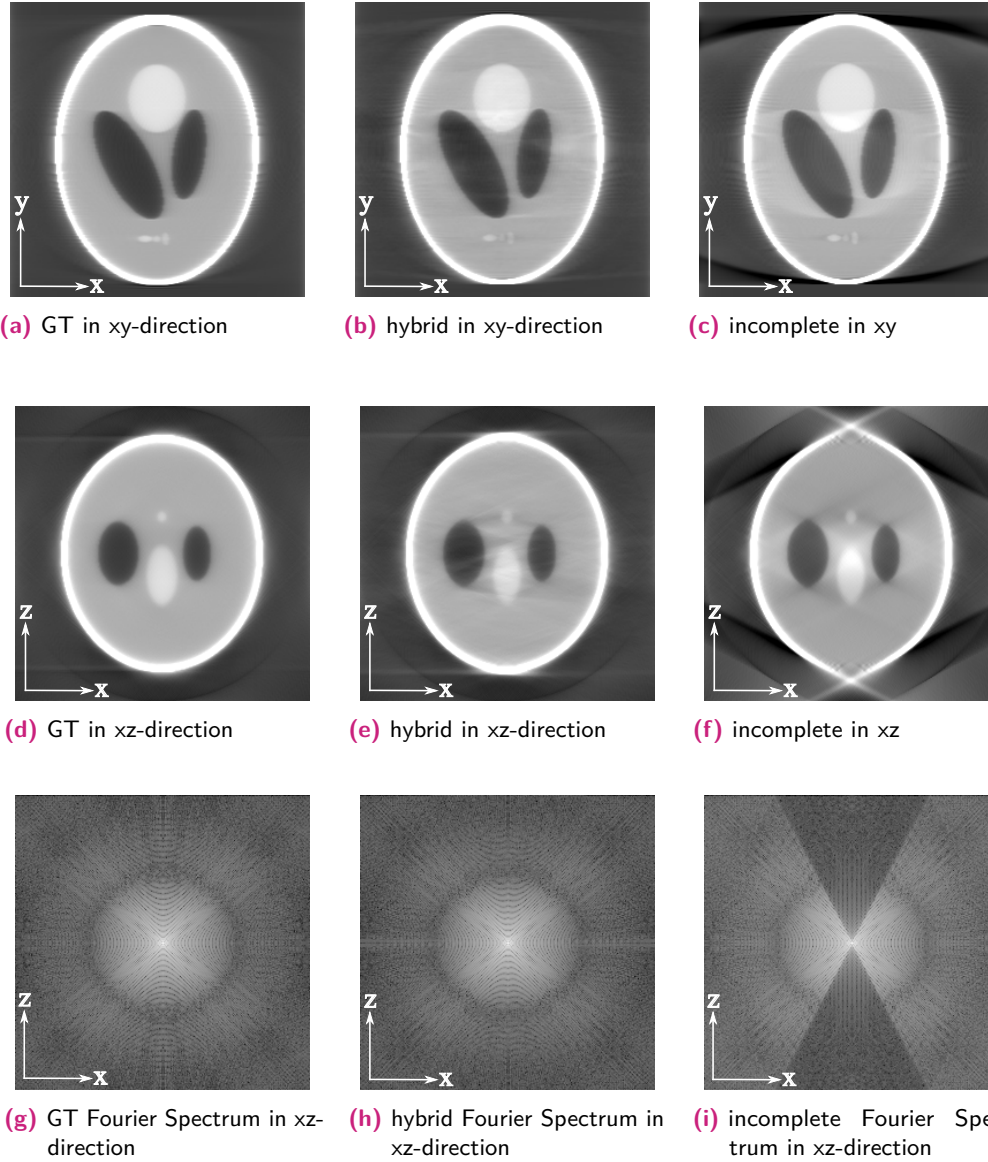 y
x
y
x
y
x
(a) GT in xy-direction
(b) hybrid in xy-direction
(c) incomplete in xy
z
x
z
x
z
x
(d) GT in xz-direction
(e) hybrid in xz-direction
(f) incomplete in xz
z
x
z
x
z
x
(g) GT Fourier Spectrum in xz-
direction
(h) hybrid Fourier Spectrum in
xz-direction
(i) incomplete Fourier Spe
trum in xz-direction